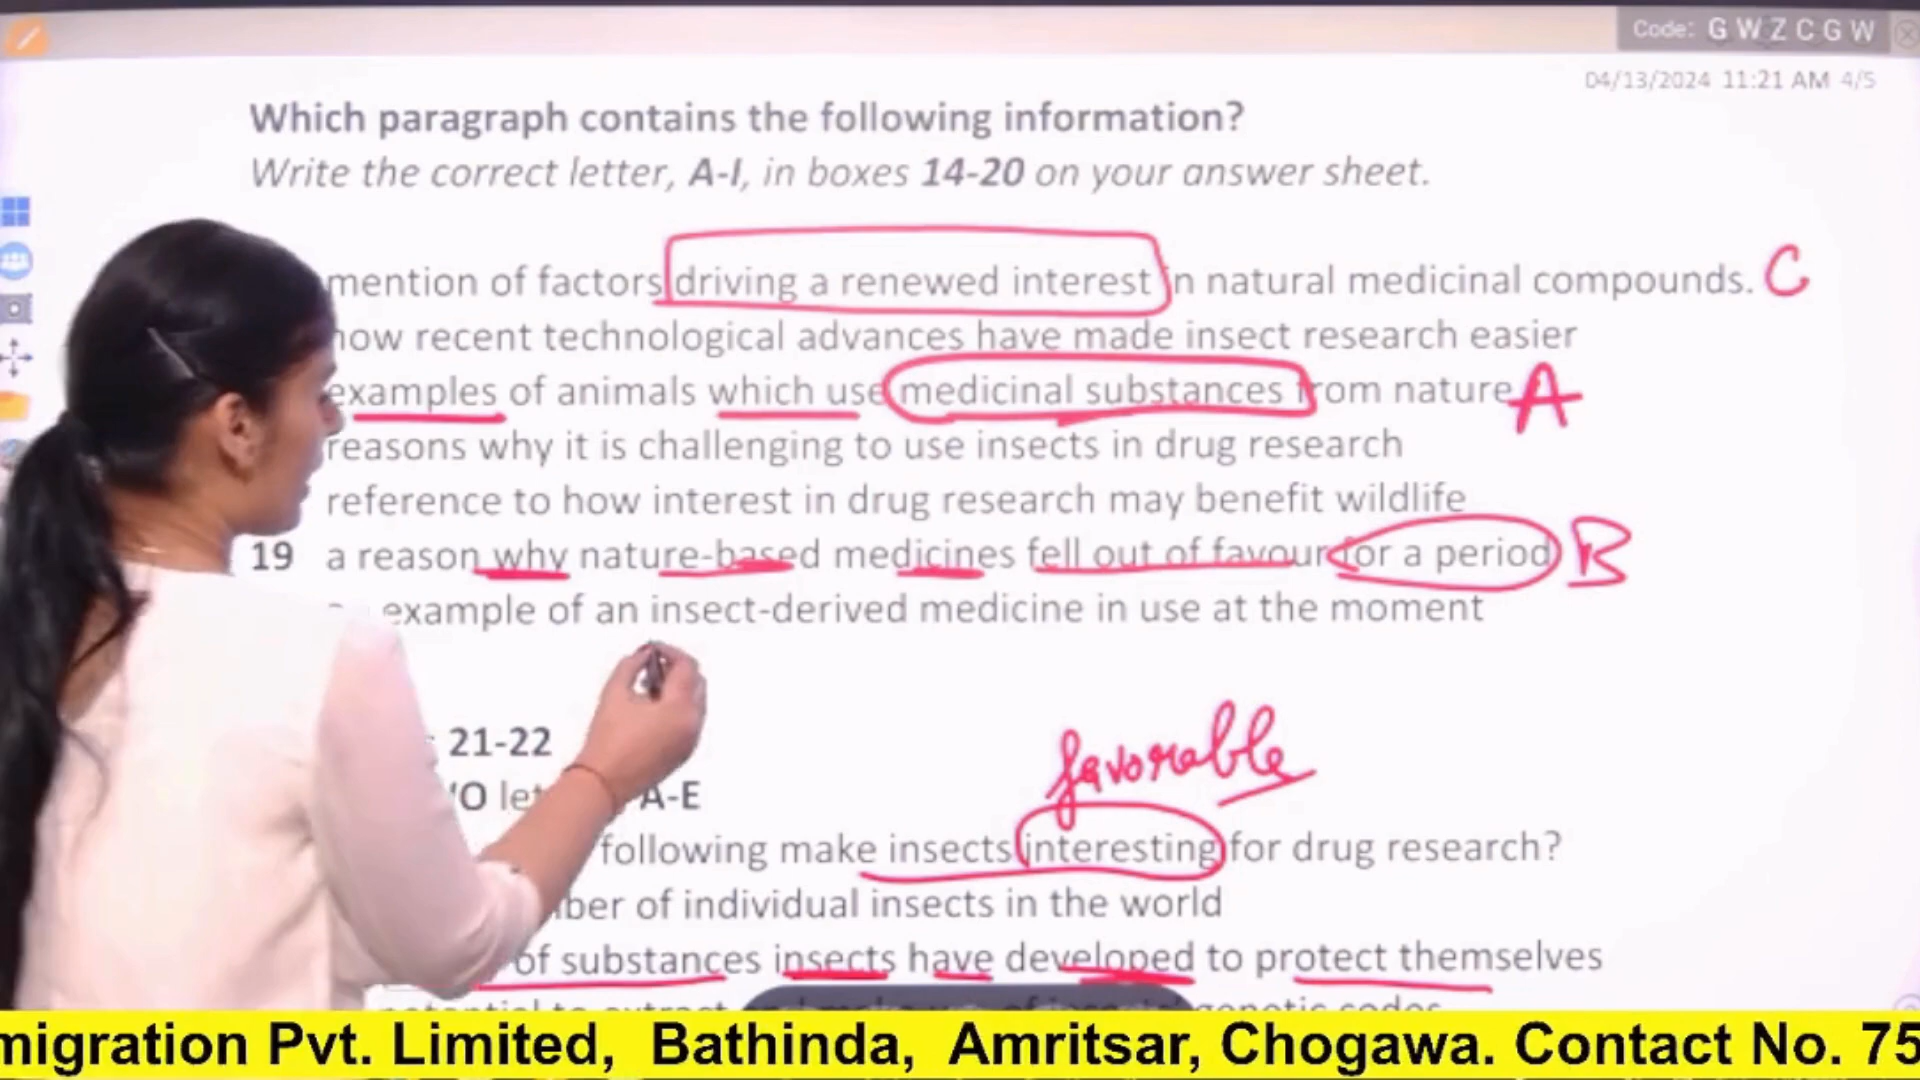 Code: G W Z C G W
04/13/2024 11:21 AM 4/5
Which paragraph contains the following information?
Write the correct letter, A-I, in boxes 14-20 on your answer sheet.
mention of factors driving a renewed interest in natural medicinal compounds. C
how recent technological advances have made insect research easier
examples of animals which use medicinal substances from nature A
reasons why it is challenging to use insects in drug research
reference to how interest in drug research may benefit wildlife
19 a reason why nature-based medicines fell out of favour for a period B
example of an insect-derived medicine in use at the moment
21-22
favorable
A-E
following make insects interesting for drug research?
of individual insects in the world
of substances insects have developed to protect themselves
genetic codes
migration Pvt. Limited, Bathinda, Amritsar, Chogawa. Contact No. 75